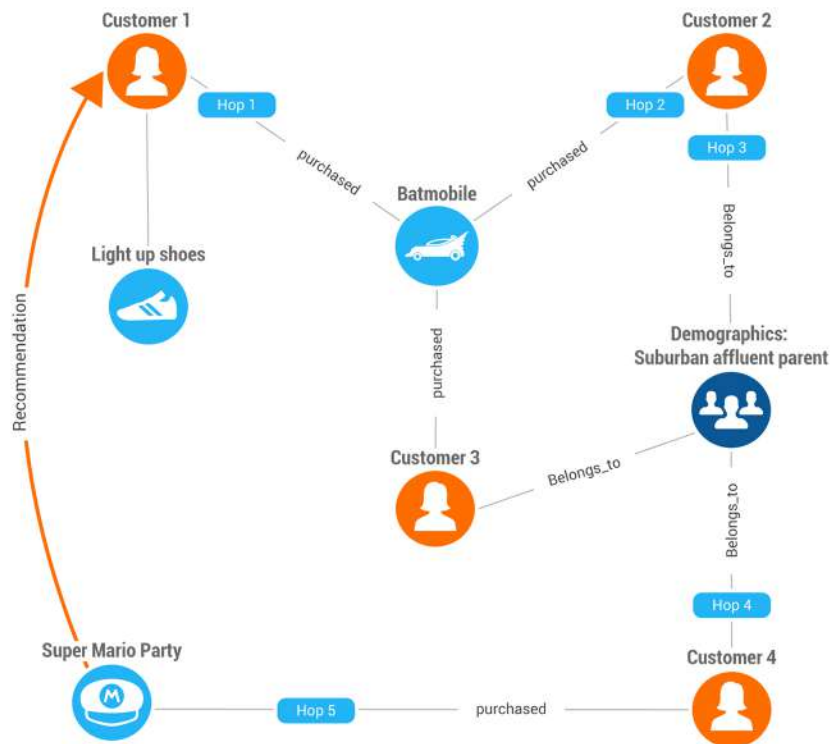 Customer 1
Customer 2
Hop 1
Hop 2
Hop 3
purchased
purchased
Batmobile
Belongs_to
Light up shoes
Recommendation
purchased
Demographics:
Suburban affluent parent
Customer 3
Belongs_to
Belongs_to
Hop 4
Super Mario Party
Customer 4
M
Hop 5
purchased